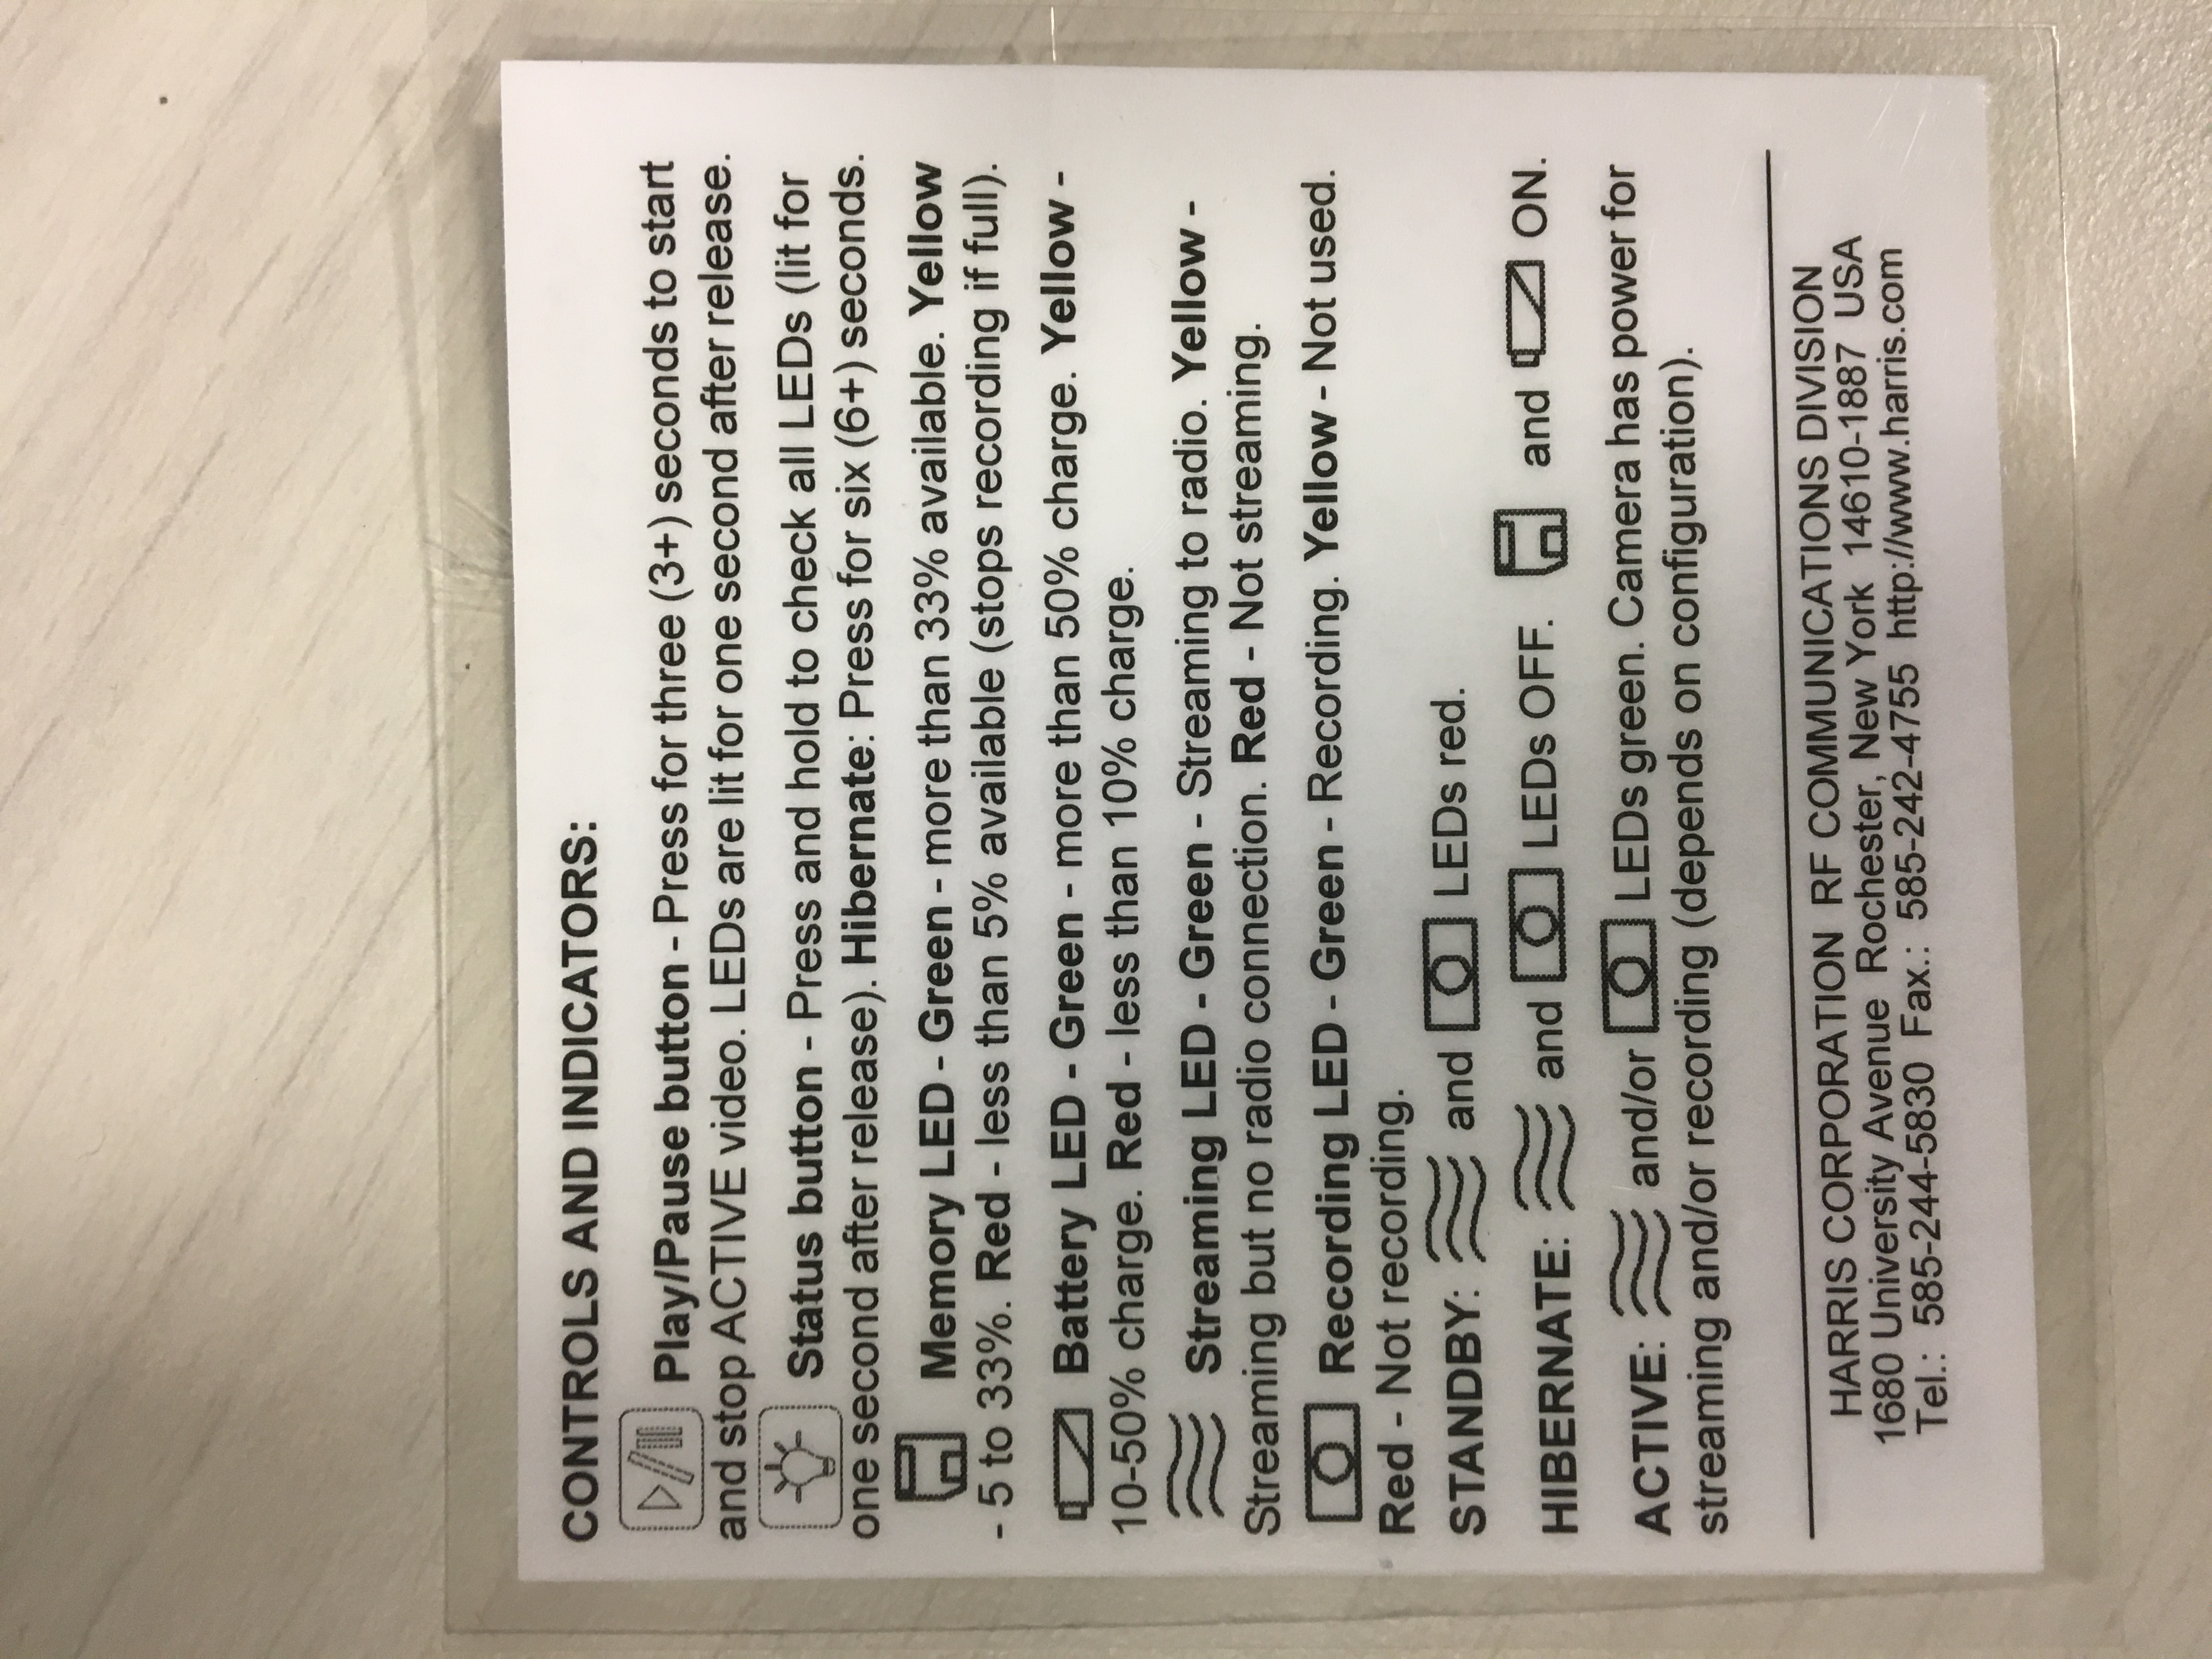 CONTROLS AND INDICATORS:
Play/Pause button - Press for three (3+) seconds to start
and stop ACTIVE video. LEDs are lit for one second after release.
Status button - Press and hold to check all LEDs (lit for
one second after release). Hibernate: Press for six (6+) seconds.
Memory LED - Green - more than 33% available. Yellow
- 5 to 33%. Red - less than 5% available (stops recording if full).
Battery LED - Green - more than 50% charge. Yellow -
10-50% charge. Red - less than 10% charge.
Streaming LED - Green - Streaming to radio. Yellow -
Streaming but no radio connection. Red - Not streaming.
Recording LED - Green - Recording. Yellow - Not used.
Red - Not recording.
STANDBY: and LEDs red.
HIBERNATE: and LEDs OFF. and ON.
ACTIVE: and/or LEDs green. Camera has power for
streaming and/or recording (depends on configuration).
HARRIS CORPORATION RF COMMUNICATIONS DIVISION
1680 University Avenue Rochester, New York 14610-1887 USA
Tel.: 585-244-5830 Fax.: 585-242-4755 http://www.harris.com